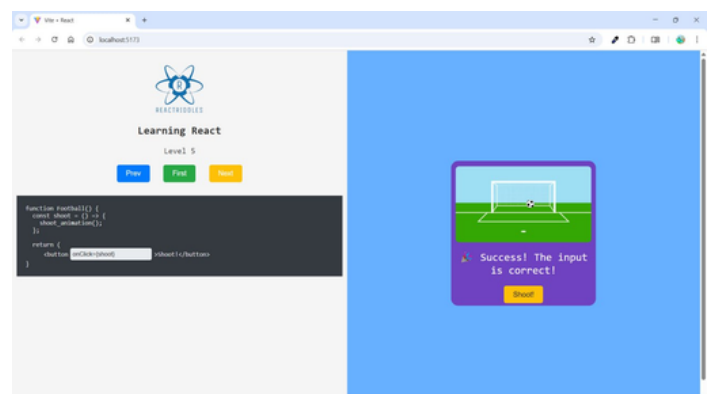 Vite + React
localhost:5173
R
REACTRIDDLES
Learning React
Level 5
Prev
First
Next
function Football() {
const shoot = () => {
shoot_animation();
};
return (
<button onClick={shoot} >Shoot!</button>
)
}
🎉 Success! The input
is correct!
Shoot!